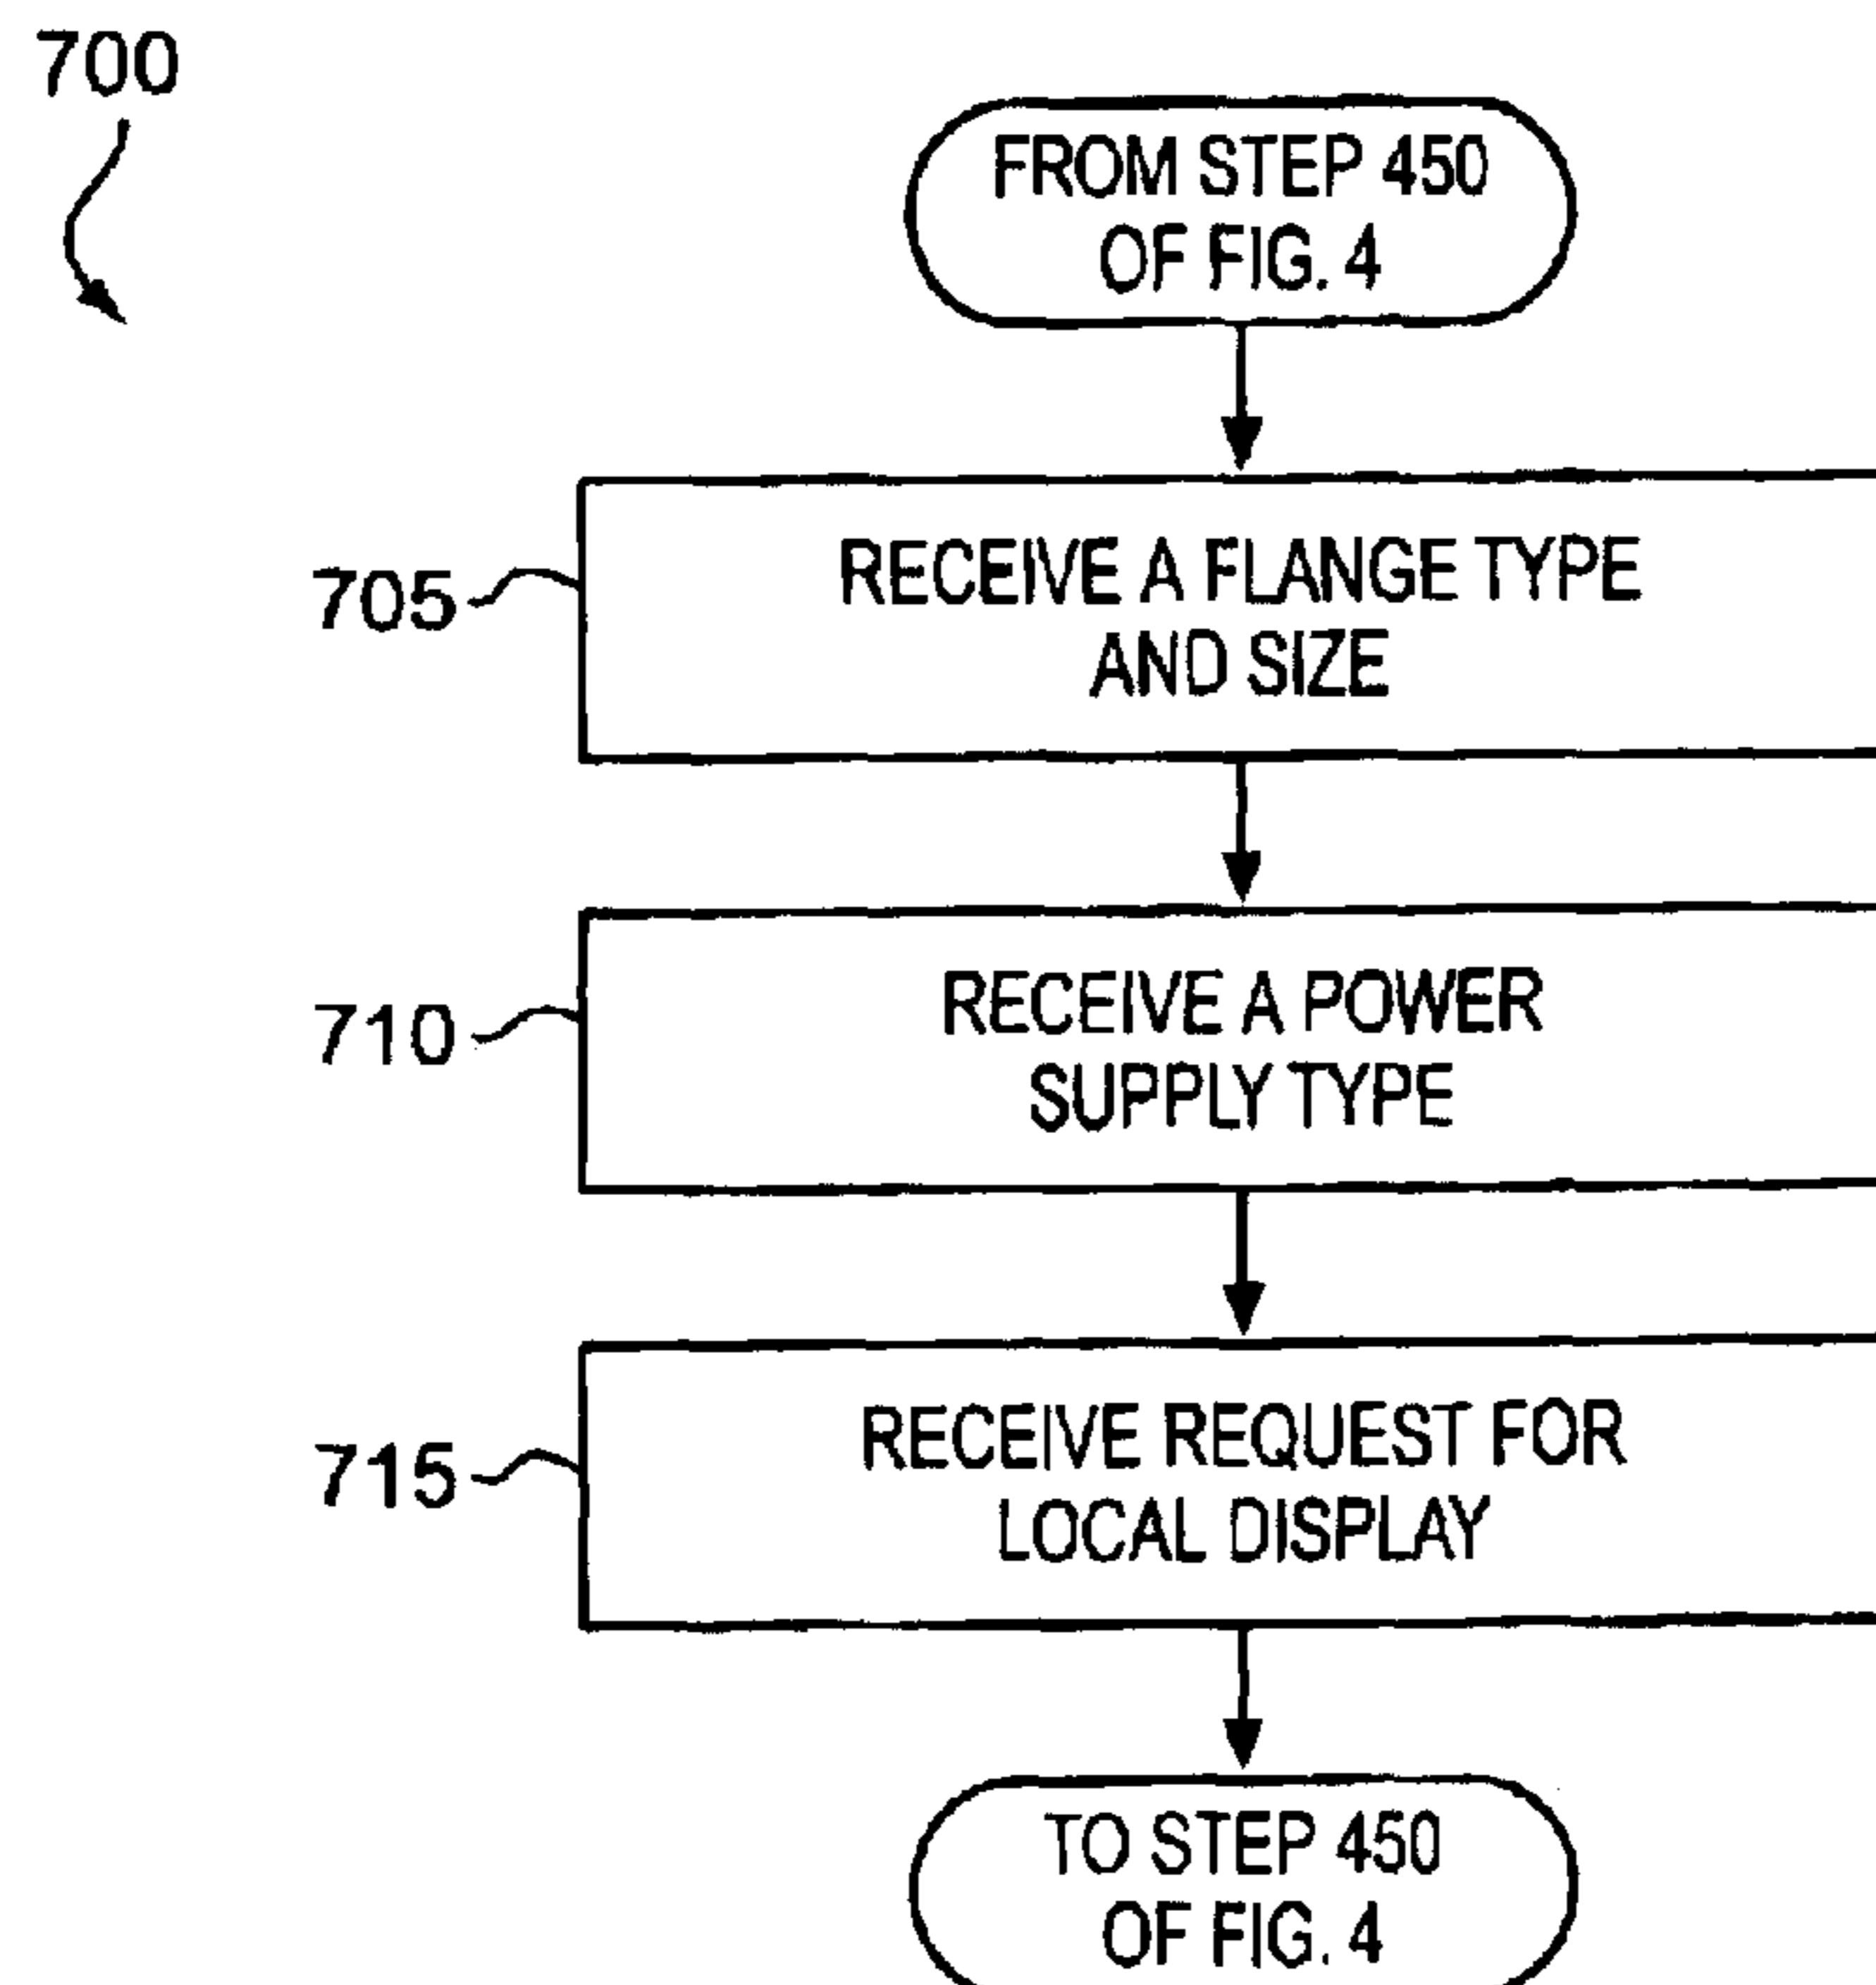 700
FROM STEP 450
OF FIG. 4
705
RECEIVE A FLANGE TYPE
AND SIZE
710
RECEIVE A POWER
SUPPLY TYPE
715
RECEIVE REQUEST FOR
LOCAL DISPLAY
TO STEP 450
OF FIG. 4